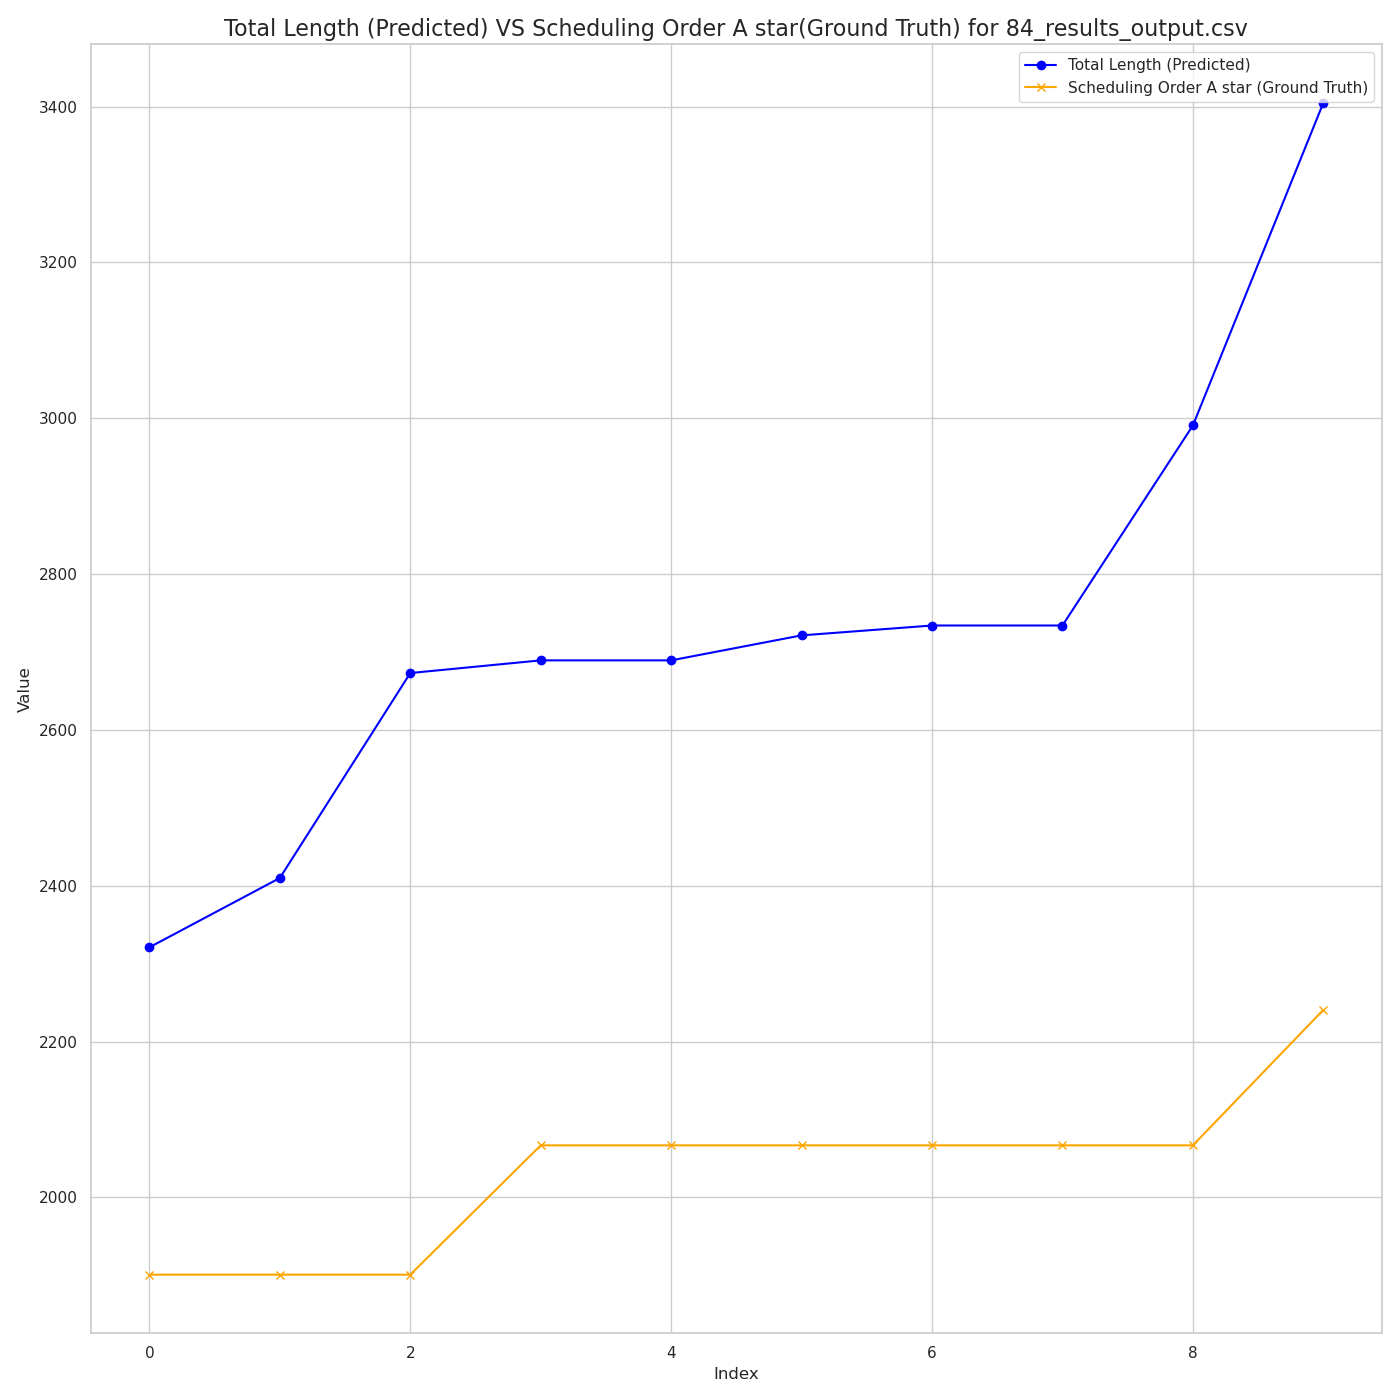 Total Length (Predicted) VS Scheduling Order A star(Ground Truth) for 84_results_output.csv
Total Length (Predicted)
Scheduling Order A star (Ground Truth)
3400
3200
3000
2800
2600
2400
2200
2000
Value
0 2 4 6 8
Index